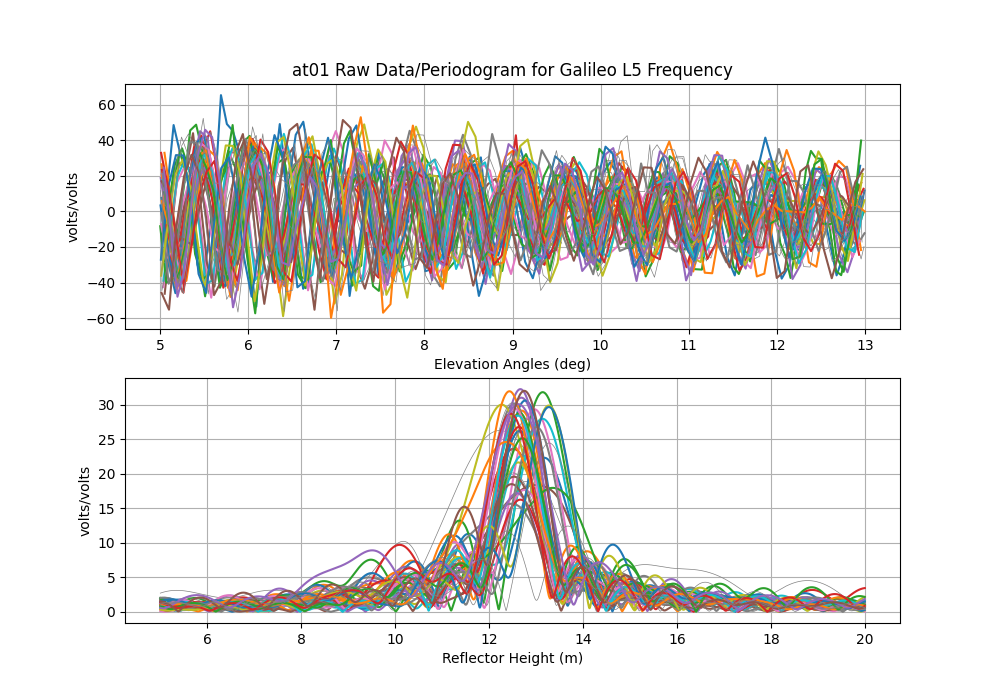 at01 Raw Data/Periodogram for Galileo L5 Frequency
60
40
20
0
−20
−40
−60
volts/volts
5 6 7 8 9 10 11 12 13
Elevation Angles (deg)
30
25
20
15
10
5
0
volts/volts
6 8 10 12 14 16 18 20
Reflector Height (m)